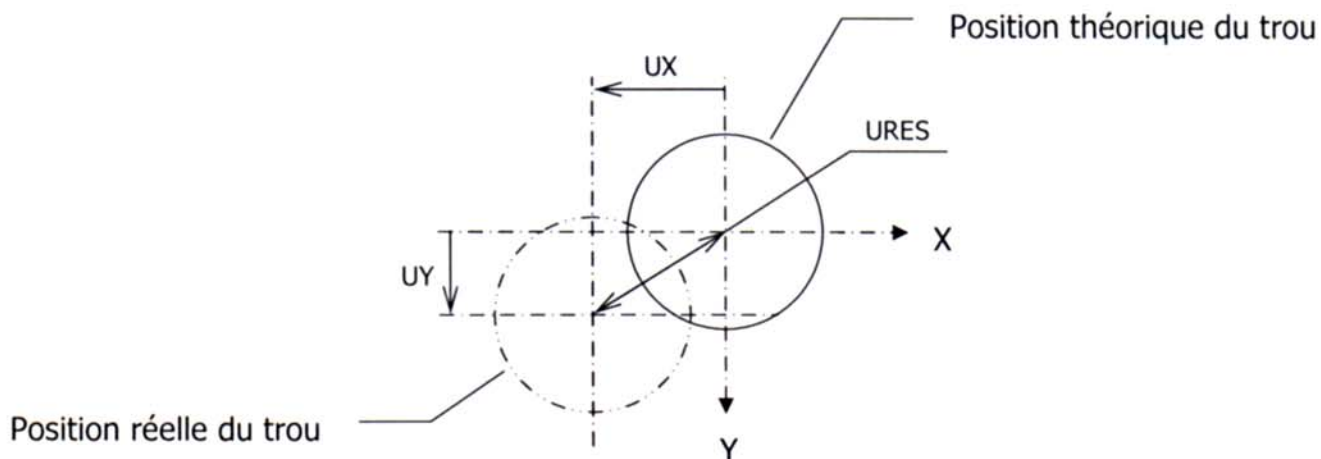 Position théorique du trou
UX
URES
X
UY
Position réelle du trou
Y